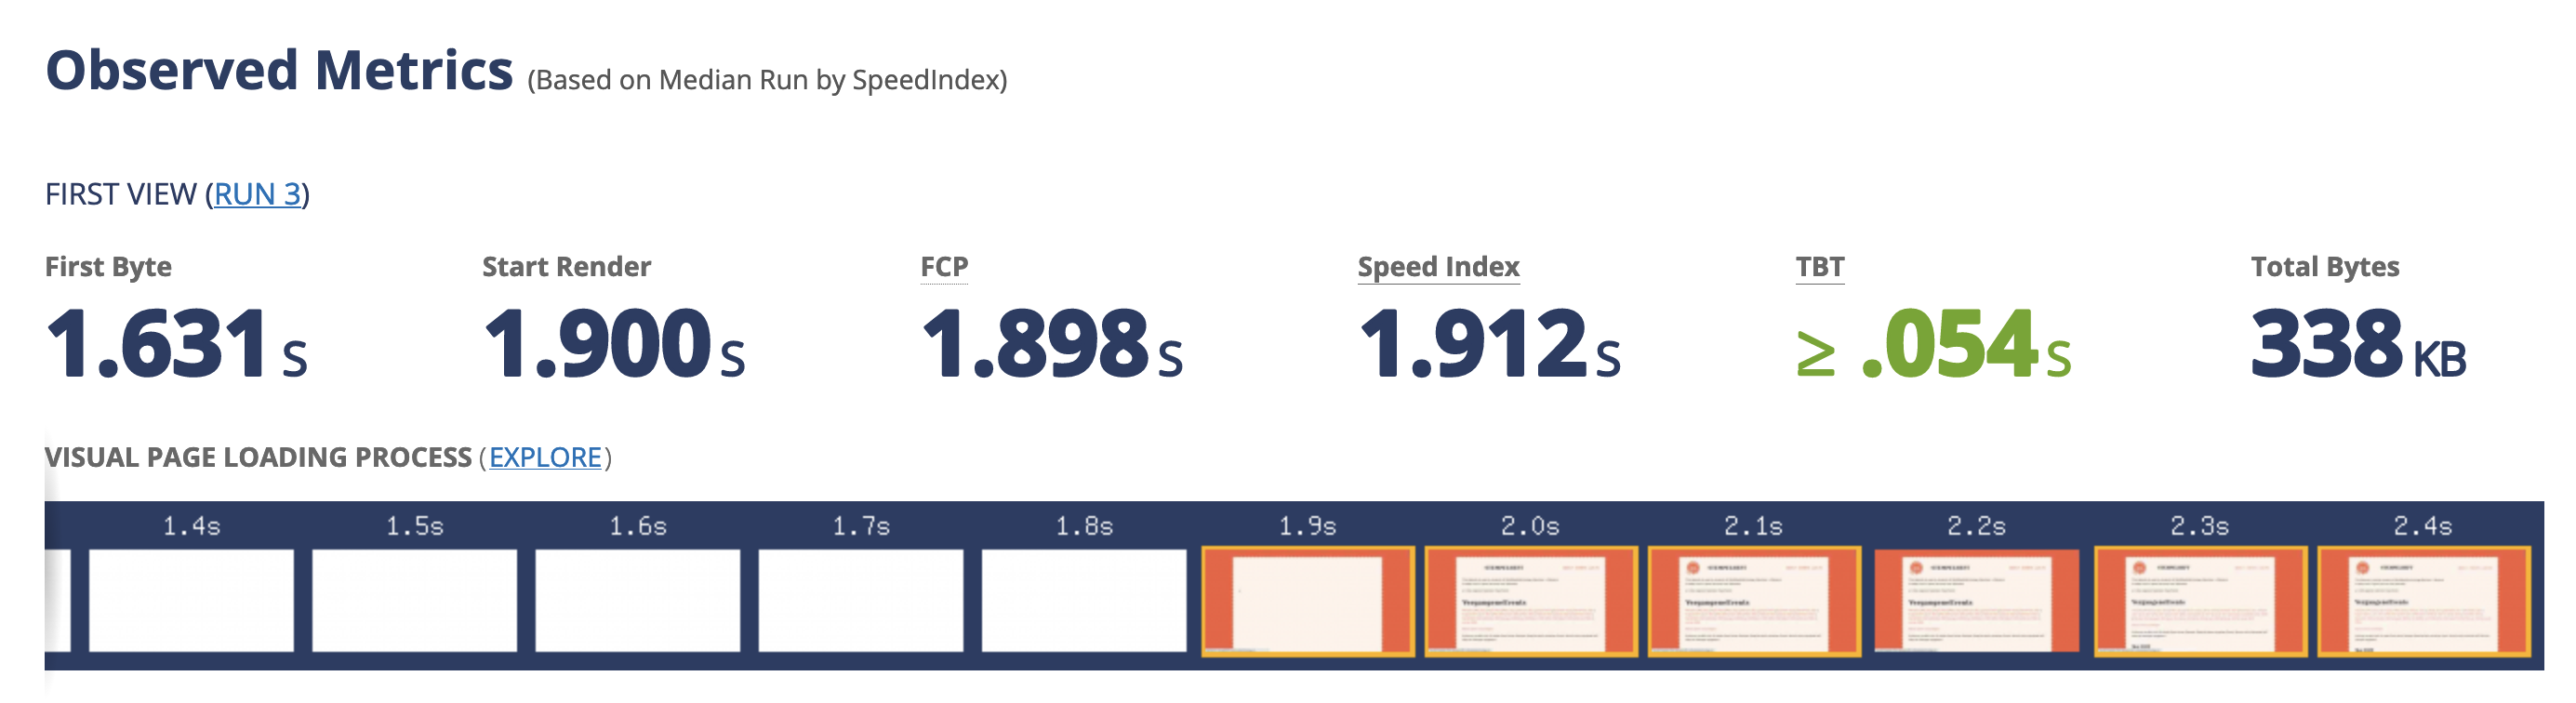 Observed Metrics (Based on Median Run by SpeedIndex)
FIRST VIEW (RUN 3)
First Byte
1.631 s
Start Render
1.900 s
FCP
1.898 s
Speed Index
1.912 s
TBT
≥ .054 s
Total Bytes
338 KB
VISUAL PAGE LOADING PROCESS (EXPLORE)
1.4s 1.5s 1.6s 1.7s 1.8s 1.9s 2.0s 2.1s 2.2s 2.3s 2.4s